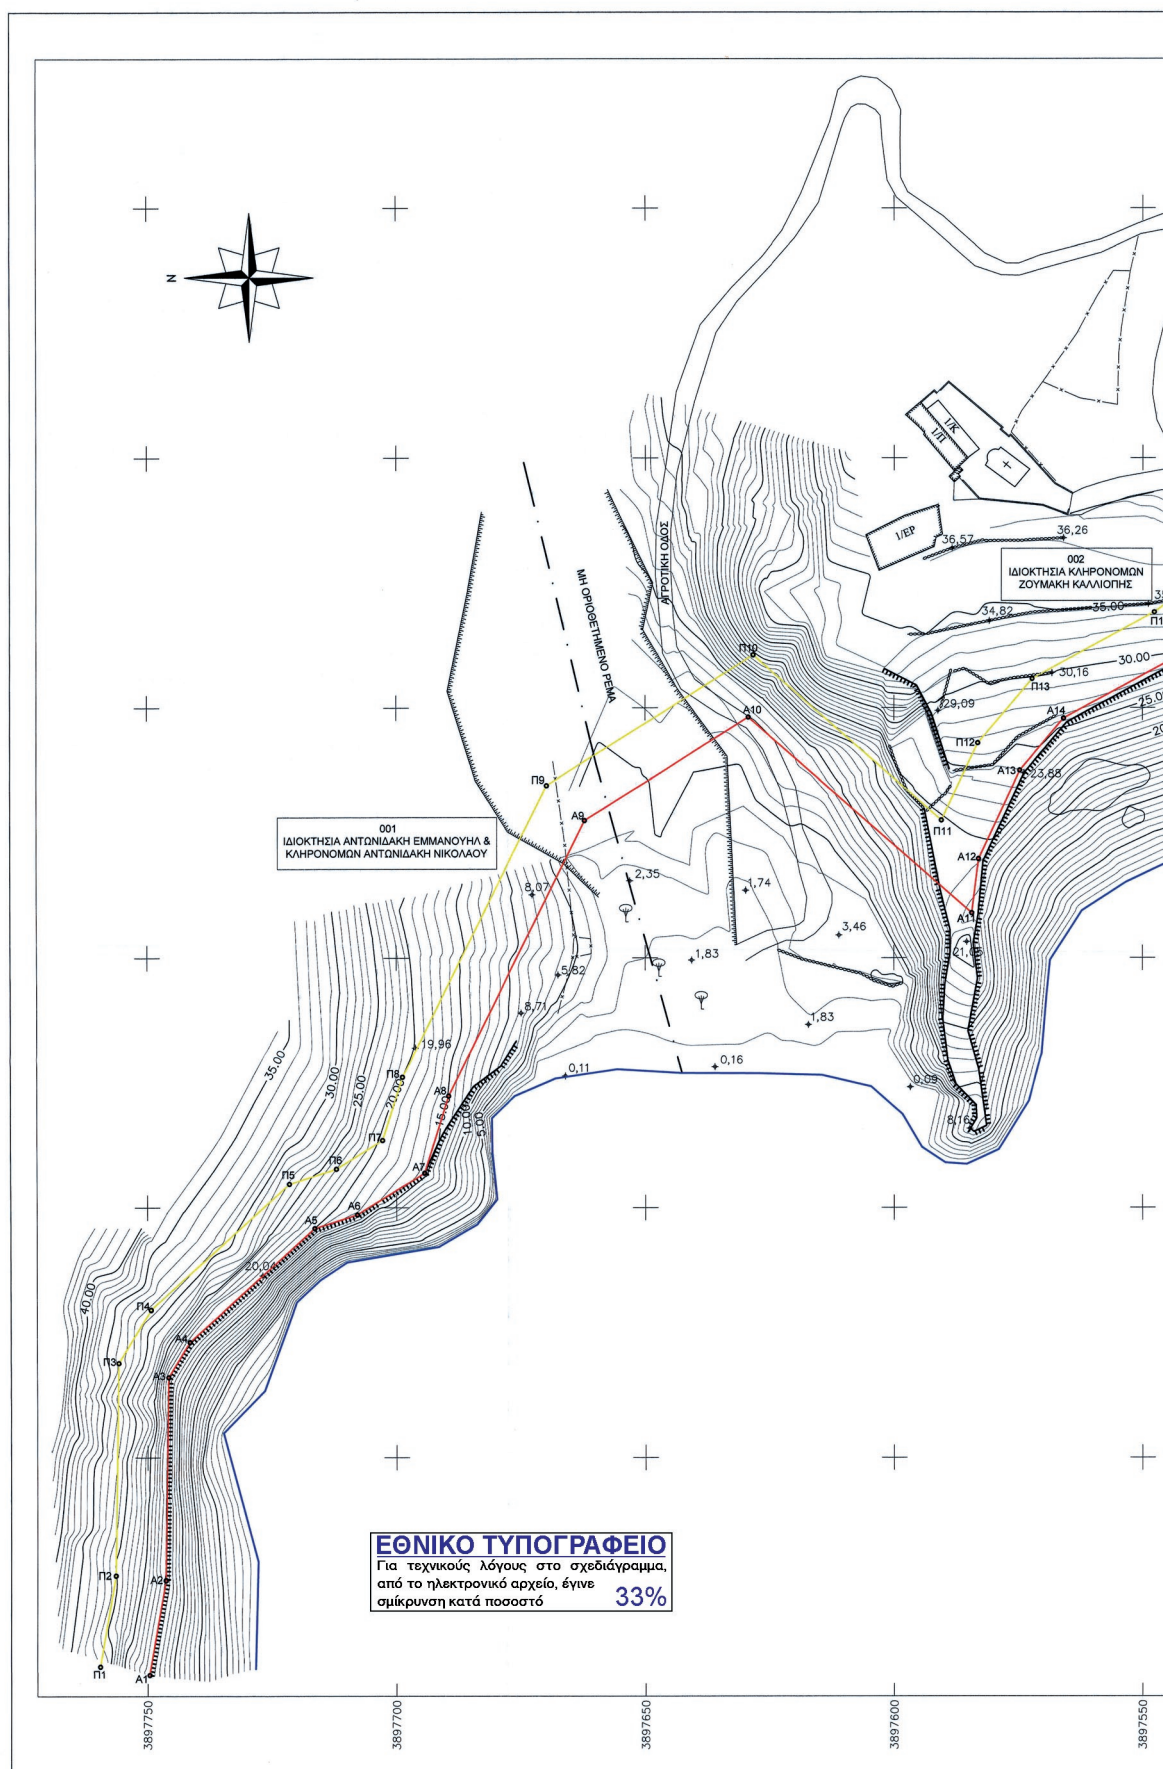 N
Ι/Κ
Ι/Π
Ι/ΕΡ
36,57
36,26
002
ΙΔΙΟΚΤΗΣΙΑ ΚΛΗΡΟΝΟΜΩΝ
ΖΟΥΜΑΚΗ ΚΑΛΛΙΟΠΗΣ
ΑΓΡΟΤΙΚΗ ΟΔΟΣ
ΜΗ ΟΡΙΟΘΕΤΗΜΕΝΟ ΡΕΜΑ
34,82
35.00
Π10
30.00
30,16
Π13
29,09
Α10
Α14
Π12
Α13
23,88
Π9
Α9
Π11
001
ΙΔΙΟΚΤΗΣΙΑ ΑΝΤΩΝΙΔΑΚΗ ΕΜΜΑΝΟΥΗΛ &
ΚΛΗΡΟΝΟΜΩΝ ΑΝΤΩΝΙΔΑΚΗ ΝΙΚΟΛΑΟΥ
Α12
2,35
8,07
1,74
Α11
3,46
1,83
5,82
8,71
1,83
19,96
35.00
30.00
25.00
20.00
15.00
10.00
5.00
Π8
Α8
0,11
0,16
0,09
8,16
Π7
Π6
Π5
Α7
Α6
Α5
20,04
40.00
Π4
Α4
Π3
Α3
ΕΘΝΙΚΟ ΤΥΠΟΓΡΑΦΕΙΟ
Για τεχνικούς λόγους στο σχεδιάγραμμα,
από το ηλεκτρονικό αρχείο, έγινε
σμίκρυνση κατά ποσοστό 33%
Π2
Α2
Π1
Α1
3897750
3897700
3897650
3897600
3897550